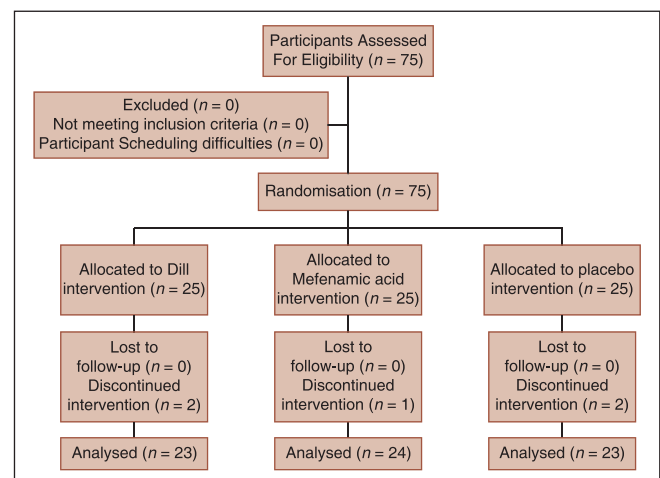 Participants Assessed
For Eligibility (n = 75)
Excluded (n = 0)
Not meeting inclusion criteria (n = 0)
Participant Scheduling difficulties (n = 0)
Randomisation (n = 75)
Allocated to Dill
intervention (n = 25)
Allocated to
Mefenamic acid
intervention (n = 25)
Allocated to placebo
intervention (n = 25)
Lost to
follow-up (n = 0)
Discontinued
intervention (n = 2)
Lost to
follow-up (n = 0)
Discontinued
intervention (n = 1)
Lost to
follow-up (n = 0)
Discontinued
intervention (n = 2)
Analysed (n = 23)
Analysed (n = 24)
Analysed (n = 23)